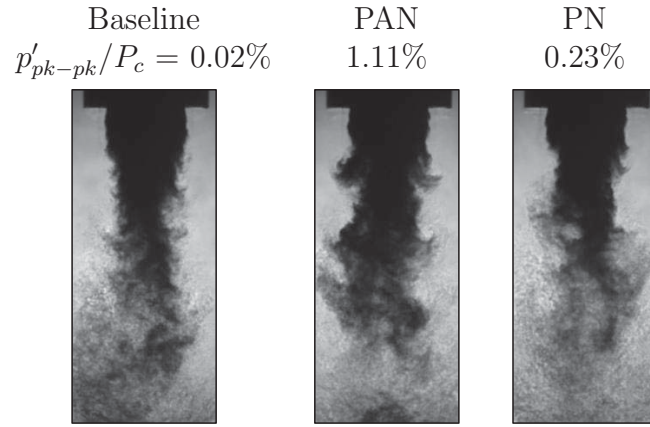 Baseline PAN PN
p′pk−pk/Pc = 0.02% 1.11% 0.23%